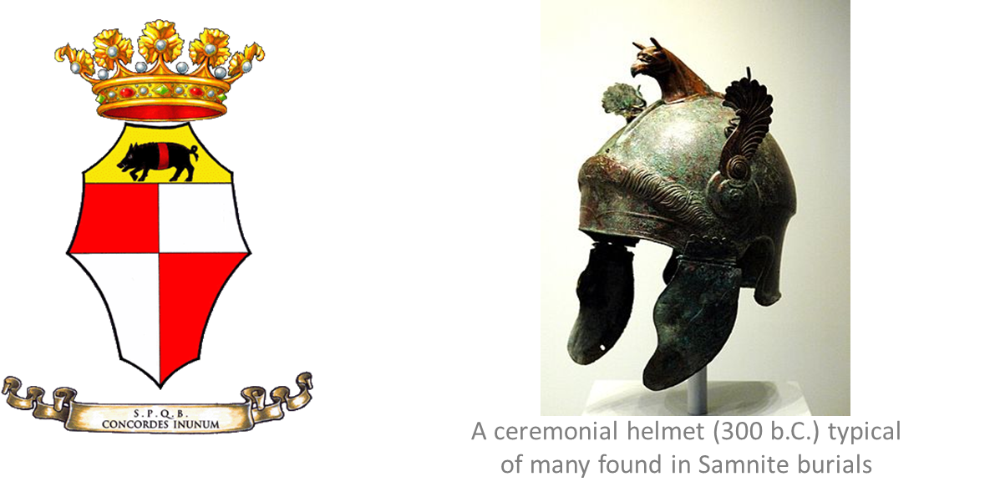 S.P.Q.B.
CONCORDES INUNUM
A ceremonial helmet (300 b.C.) typical
of many found in Samnite burials